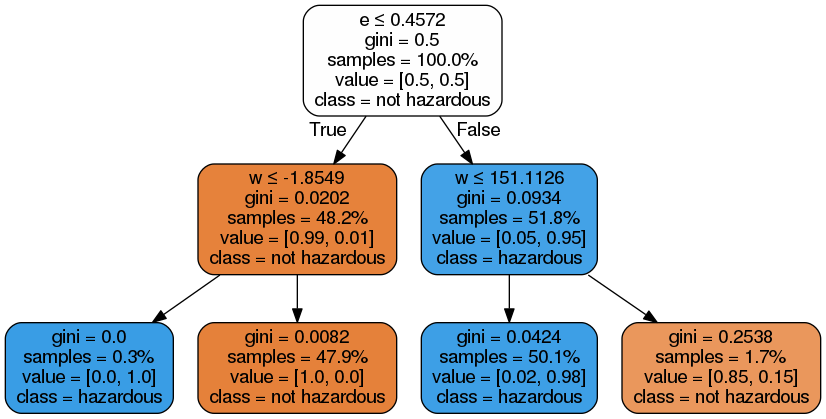 e ≤ 0.4572
gini = 0.5
samples = 100.0%
value = [0.5, 0.5]
class = not hazardous
True
False
w ≤ -1.8549
gini = 0.0202
samples = 48.2%
value = [0.99, 0.01]
class = not hazardous
w ≤ 151.1126
gini = 0.0934
samples = 51.8%
value = [0.05, 0.95]
class = hazardous
gini = 0.0
samples = 0.3%
value = [0.0, 1.0]
class = hazardous
gini = 0.0082
samples = 47.9%
value = [1.0, 0.0]
class = not hazardous
gini = 0.0424
samples = 50.1%
value = [0.02, 0.98]
class = hazardous
gini = 0.2538
samples = 1.7%
value = [0.85, 0.15]
class = not hazardous